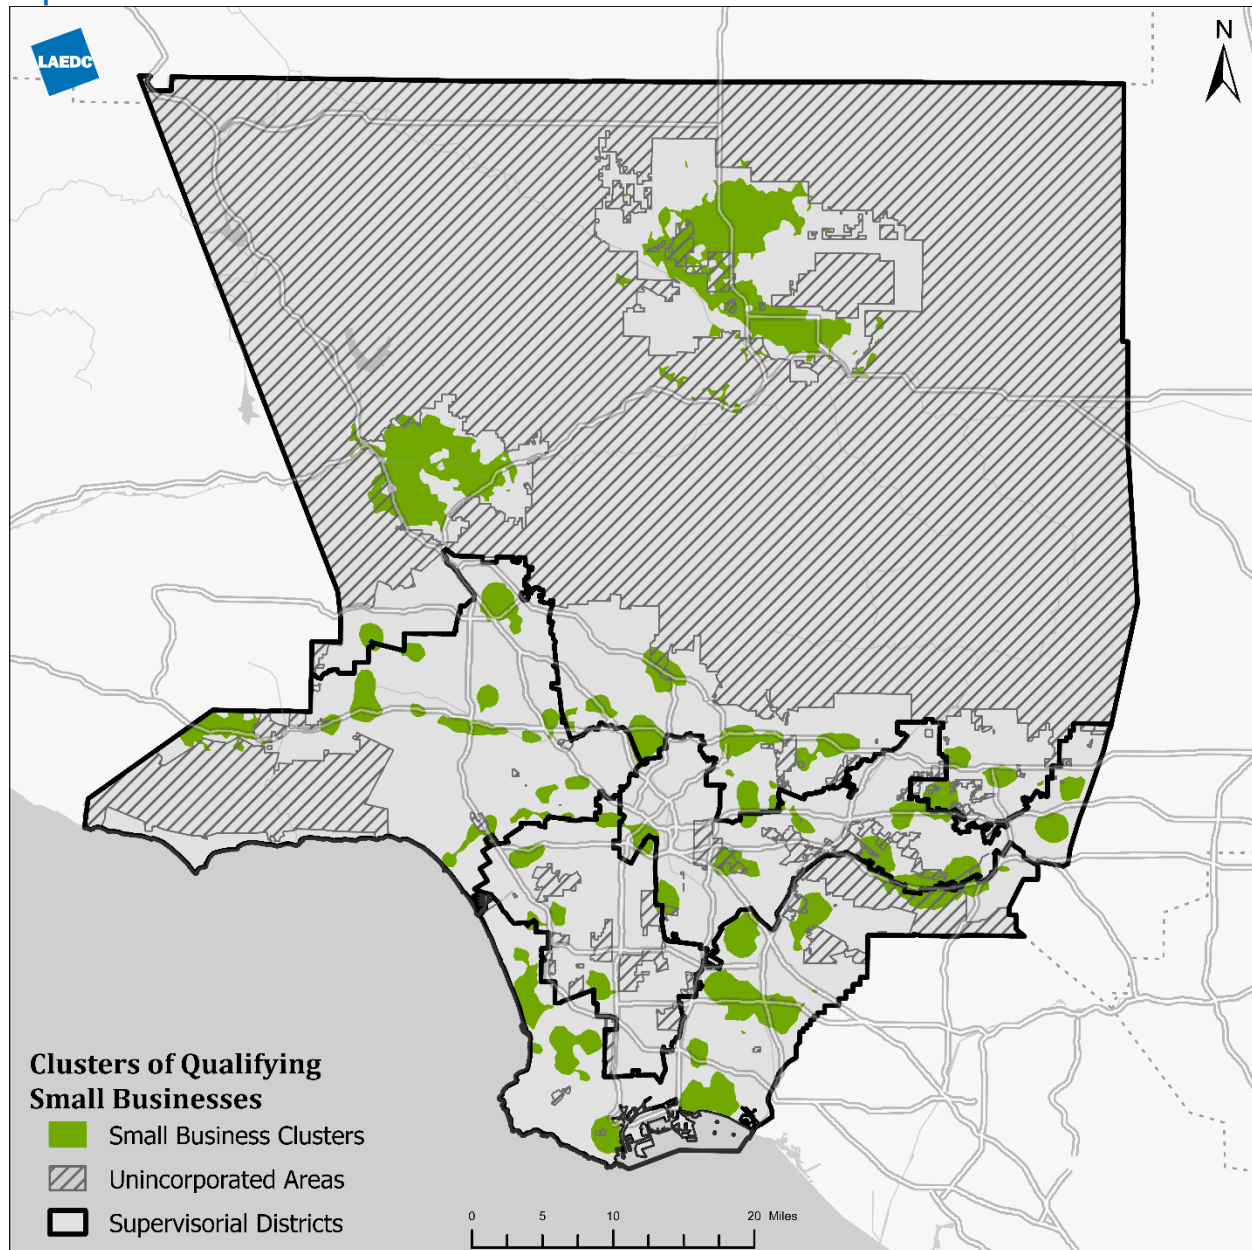 LAEDC
N
Clusters of Qualifying
Small Businesses
Small Business Clusters
Unincorporated Areas
Supervisorial Districts
0 5 10 20 Miles